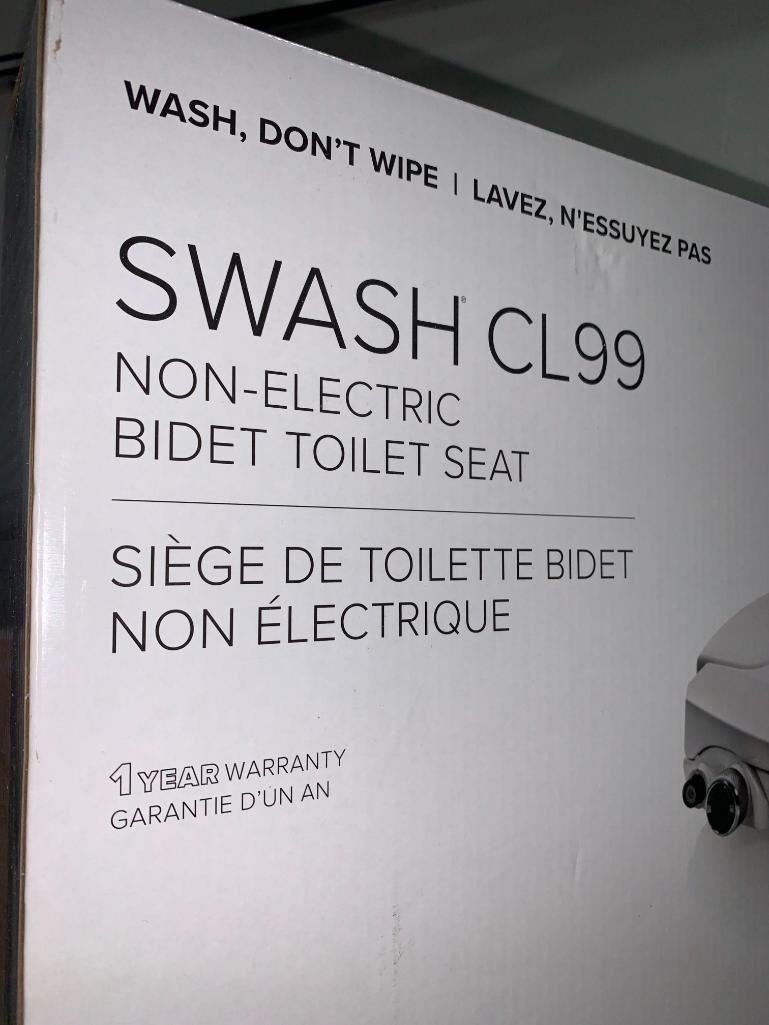 WASH, DON'T WIPE | LAVEZ, N'ESSUYEZ PAS
SWASH® CL99
NON-ELECTRIC
BIDET TOILET SEAT
SIÈGE DE TOILETTE BIDET
NON ÉLECTRIQUE
1 YEAR WARRANTY
GARANTIE D'UN AN